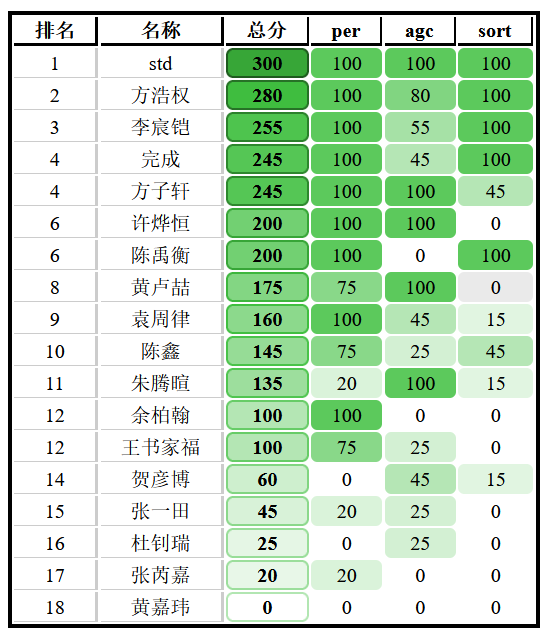 排名 名称 总分 per agc sort
1 std 300 100 100 100
2 方浩权 280 100 80 100
3 李宸铠 255 100 55 100
4 完成 245 100 45 100
4 方子轩 245 100 100 45
6 许烨恒 200 100 100 0
6 陈禹衡 200 100 0 100
8 黄卢喆 175 75 100 0
9 袁周律 160 100 45 15
10 陈鑫 145 75 25 45
11 朱腾暄 135 20 100 15
12 余柏翰 100 100 0 0
12 王书家福 100 75 25 0
14 贺彦博 60 0 45 15
15 张一田 45 20 25 0
16 杜钊瑞 25 0 25 0
17 张芮嘉 20 20 0 0
18 黄嘉玮 0 0 0 0